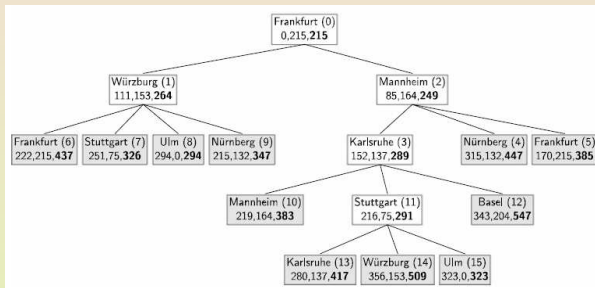 Frankfurt (0)
0,215,215
Würzburg (1)
111,153,264
Mannheim (2)
85,164,249
Frankfurt (6)
222,215,437
Stuttgart (7)
251,75,326
Ulm (8)
294,0,294
Nürnberg (9)
215,132,347
Karlsruhe (3)
152,137,289
Nürnberg (4)
315,132,447
Frankfurt (5)
170,215,385
Mannheim (10)
219,164,383
Stuttgart (11)
216,75,291
Basel (12)
343,204,547
Karlsruhe (13)
280,137,417
Würzburg (14)
356,153,509
Ulm (15)
323,0,323